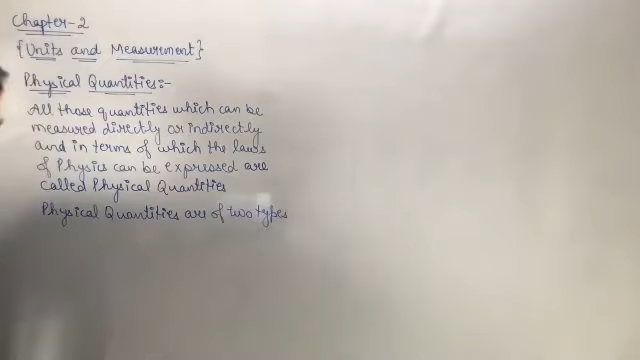 Chapter-2
{Units and Measurement}
Physical Quantities:-
All those quantities which can be
measured directly or indirectly
and in terms of which the laws
of Physics can be expressed are
called Physical Quantities
Physical Quantities are of two types